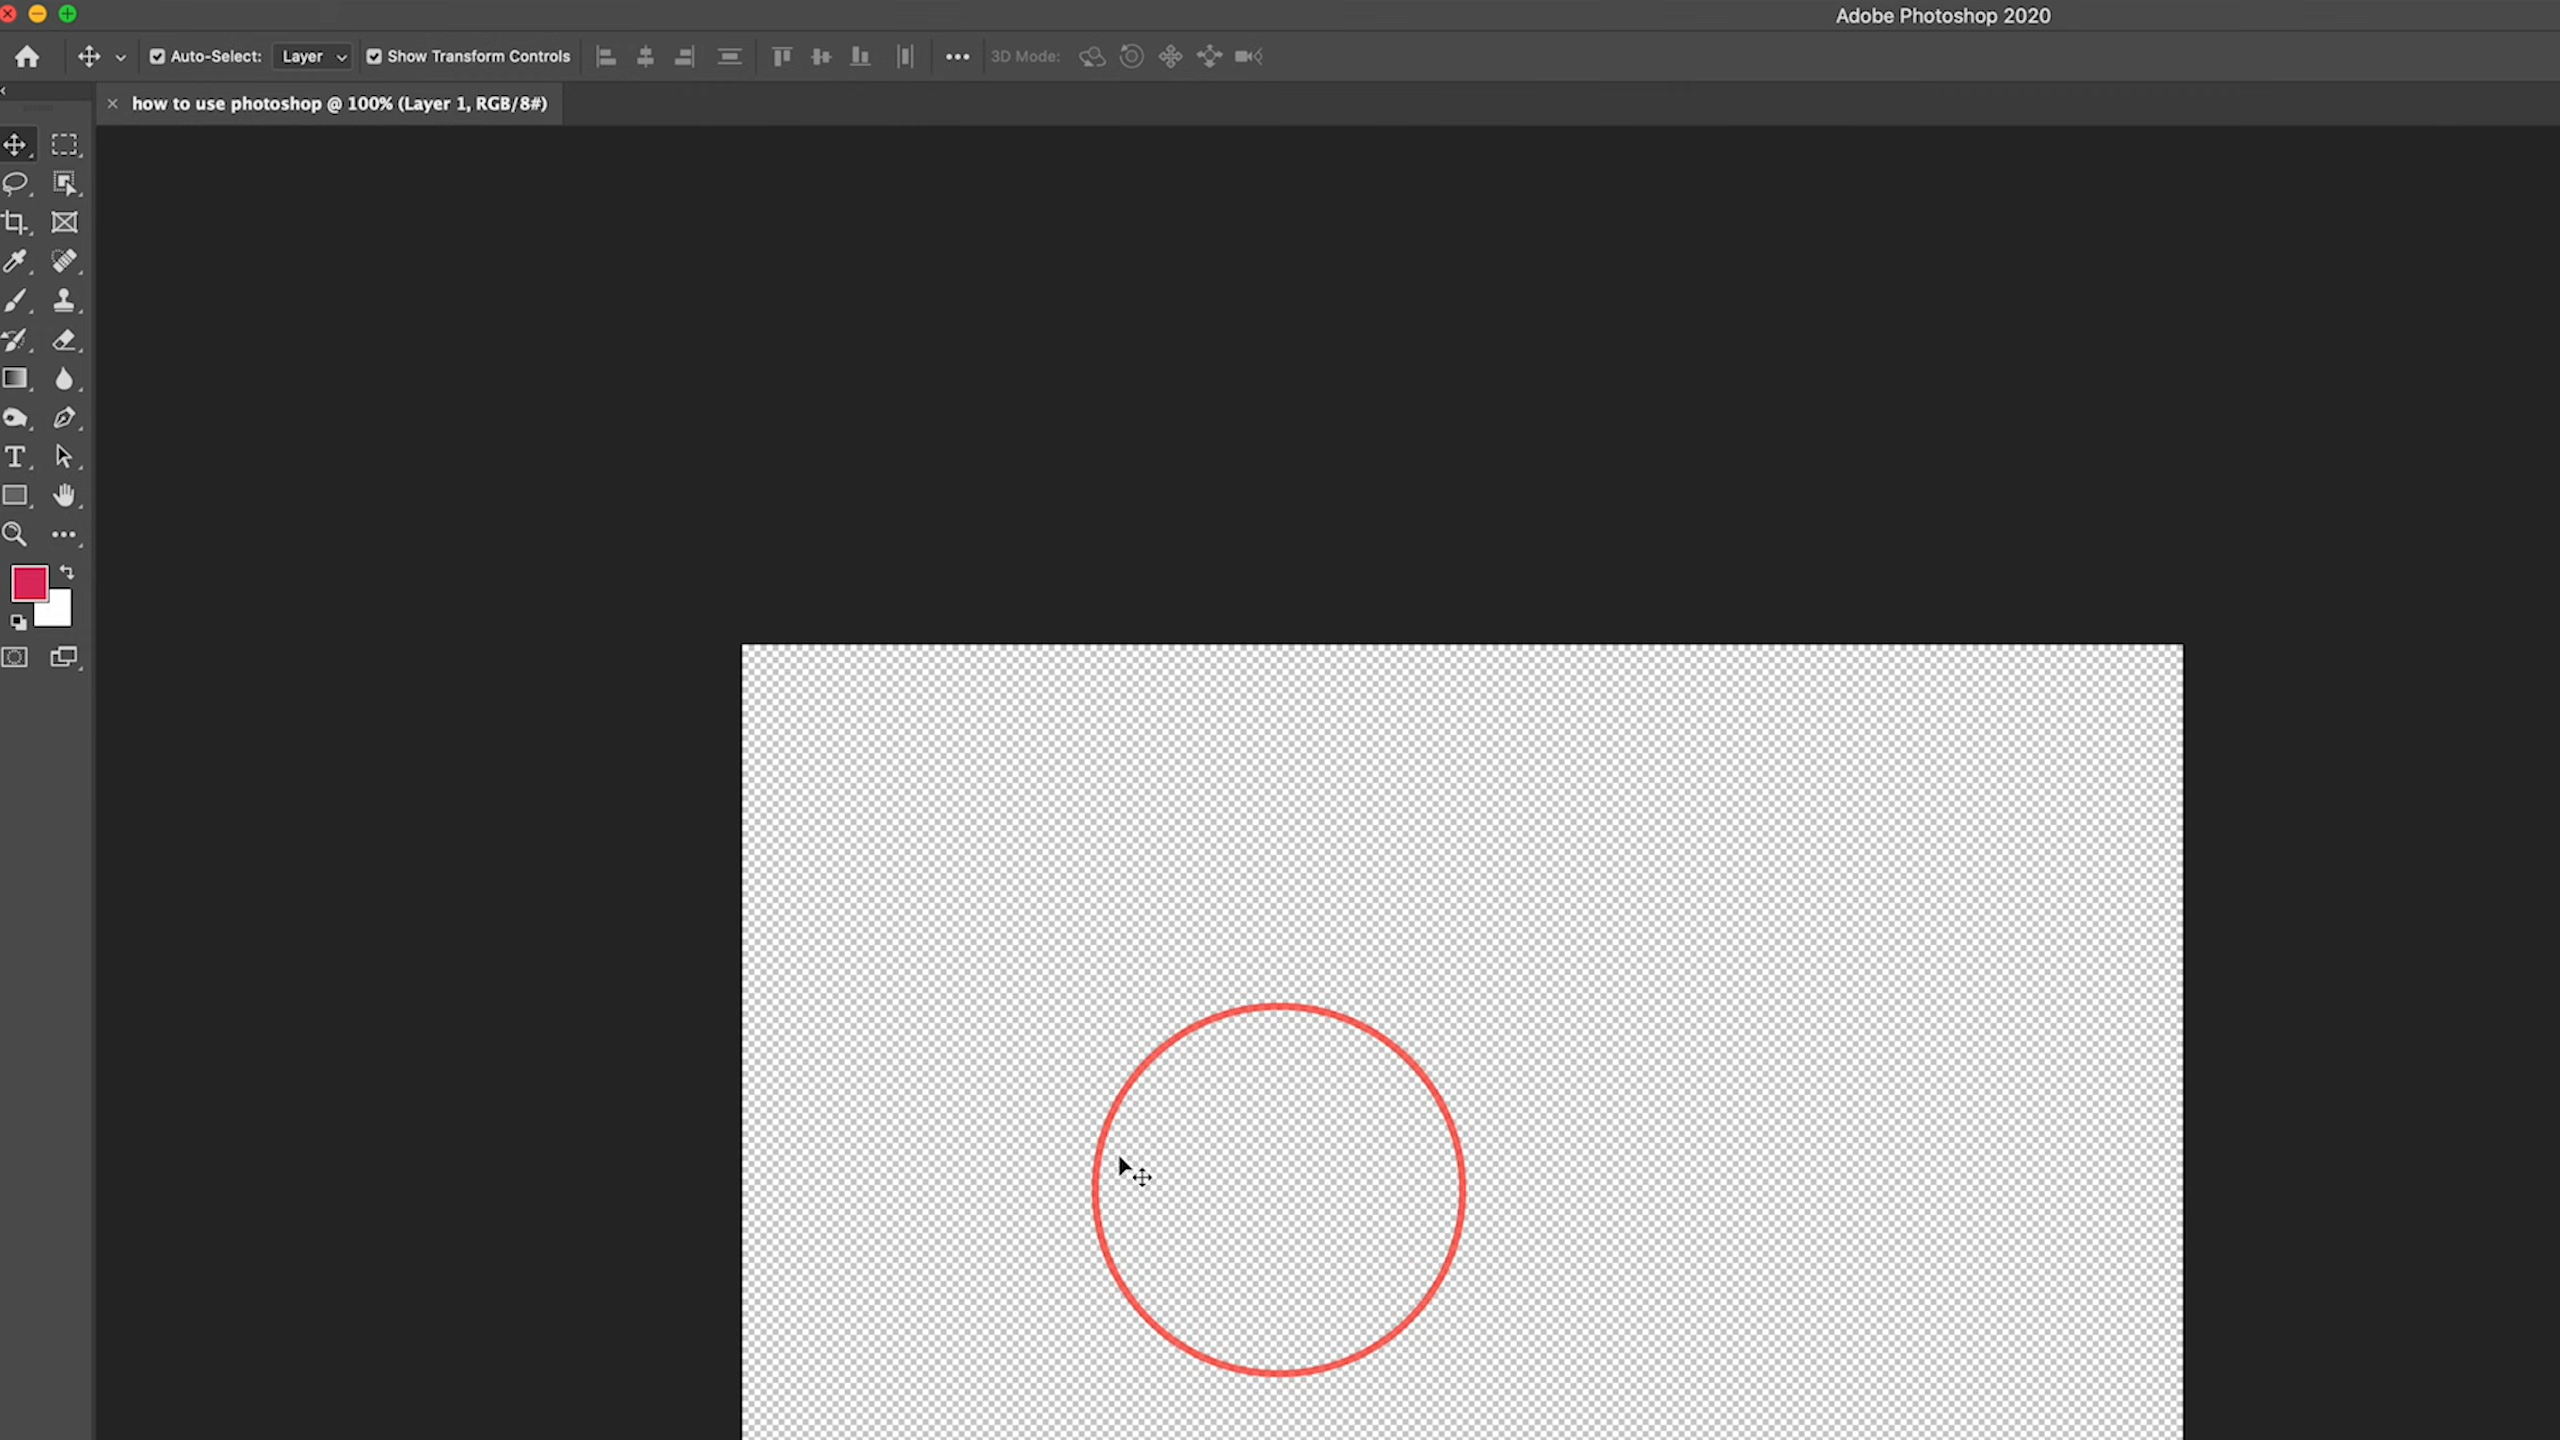 Adobe Photoshop 2020
Auto-Select: Layer Show Transform Controls 3D Mode:
how to use photoshop @ 100% (Layer 1, RGB/8#)